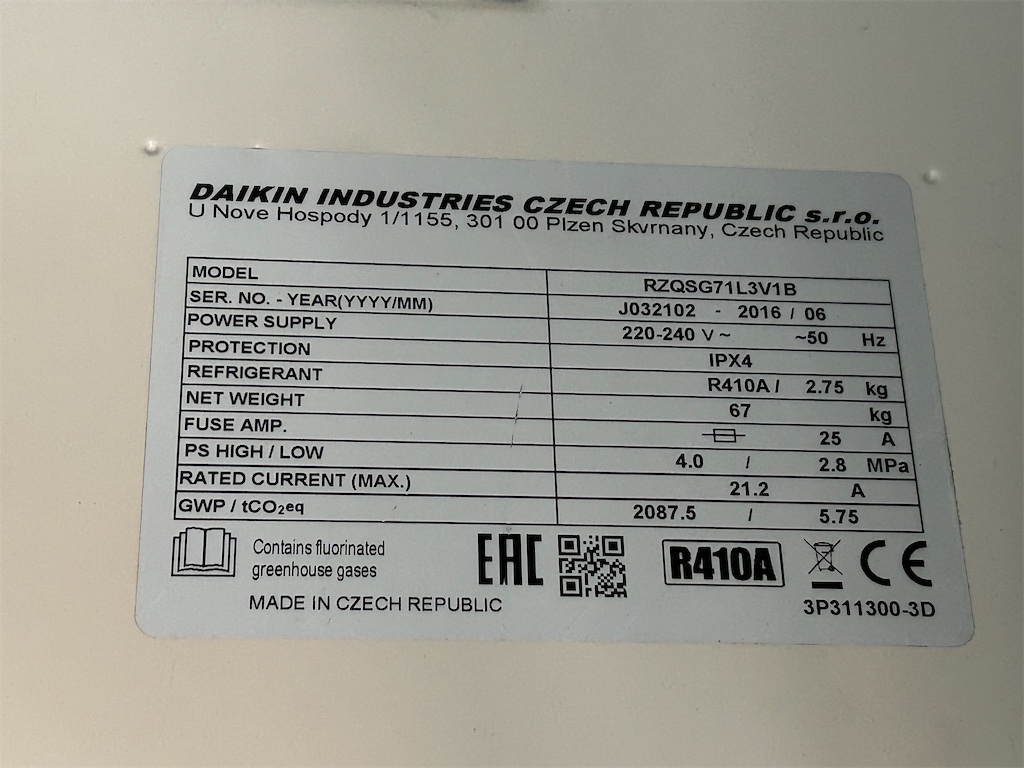 DAIKIN INDUSTRIES CZECH REPUBLIC s.r.o.
U Nove Hospody 1/1155, 301 00 Plzen Skvrnany, Czech Republic
MODEL RZQSG71L3V1B
SER. NO. - YEAR(YYYY/MM) J032102 - 2016 / 06
POWER SUPPLY 220-240 V ~ ~50 Hz
PROTECTION IPX4
REFRIGERANT R410A / 2.75 kg
NET WEIGHT 67 kg
FUSE AMP. 25 A
PS HIGH / LOW 4.0 / 2.8 MPa
RATED CURRENT (MAX.) 21.2 A
GWP / tCO₂eq 2087.5 / 5.75
Contains fluorinated
greenhouse gases
EAC
R410A
CE
MADE IN CZECH REPUBLIC
3P311300-3D